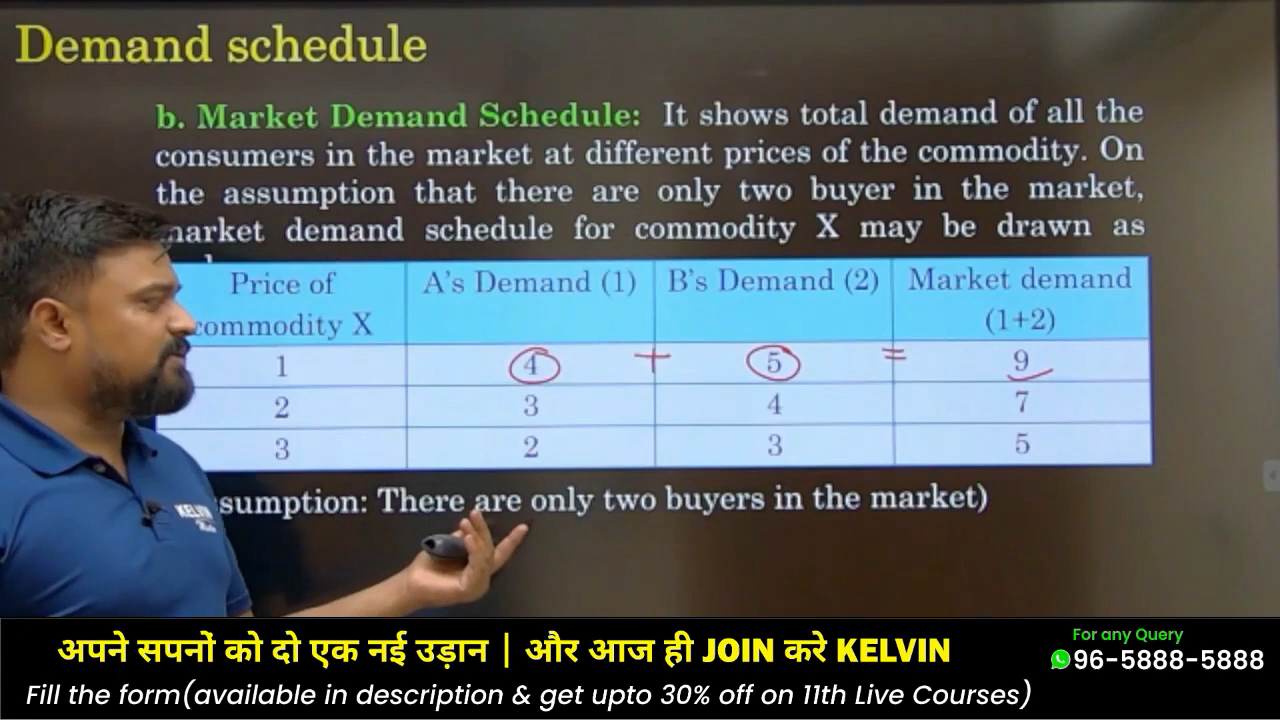 Demand schedule
b. Market Demand Schedule: It shows total demand of all the
consumers in the market at different prices of the commodity. On
the assumption that there are only two buyer in the market,
market demand schedule for commodity X may be drawn as
Price of commodity X
A's Demand (1)
B's Demand (2)
Market demand (1+2)
1 4 + 5 = 9
2 3 4 7
3 2 3 5
sumption: There are only two buyers in the market)
KELVIN
अपने सपनों को दो एक नई उड़ान | और आज ही JOIN करे KELVIN
For any Query
96-5888-5888
Fill the form(available in description & get upto 30% off on 11th Live Courses)